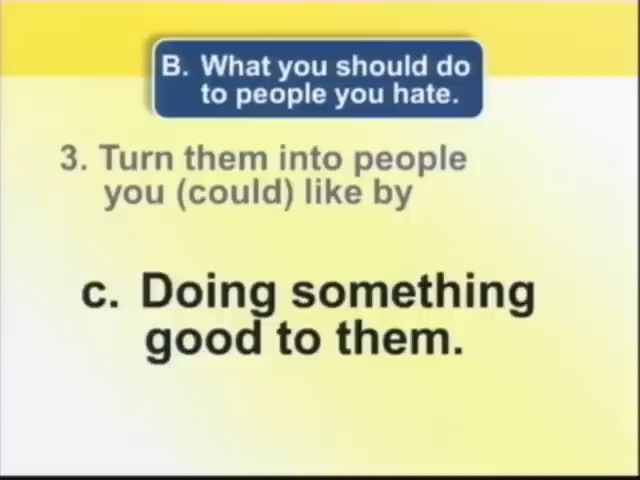 B. What you should do
to people you hate.
3. Turn them into people
you (could) like by
c. Doing something
good to them.